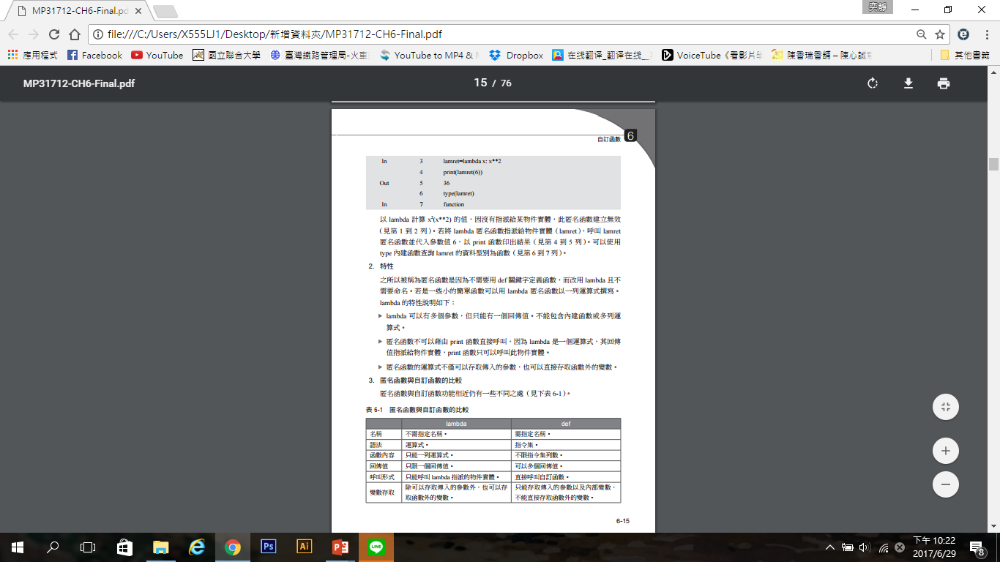 MP31712-CH6-Final.pd
奕靜
file:///C:/Users/X555LJ1/Desktop/新增資料夾/MP31712-CH6-Final.pdf
應用程式 Facebook YouTube 國立聯合大學 臺灣鐵路管理局-火車 YouTube to MP4 & Dropbox 在线翻译_翻译在线_ VoiceTube《看影片學 陳香瑞香鋪 – 陳心誠 其他書籤
MP31712-CH6-Final.pdf 15 / 76
自訂函數 6
In 3 lamret=lambda x: x**2
4 print(lamret(6))
Out 5 36
6 type(lamret)
In 7 function
以 lambda 計算 x²(x**2) 的值,因沒有指派給某物件實體,此匿名函數建立無效
(見第 1 到 2 列)。若將 lambda 匿名函數指派給物件實體(lamret),呼叫 lamret
匿名函數並代入參數值 6,以 print 函數印出結果(見第 4 到 5 列)。可以使用
type 內建函數查詢 lamret 的資料型別為函數(見第 6 到 7 列)。
2. 特性
之所以被稱為匿名函數是因為不需要用 def 關鍵字定義函數,而改用 lambda 且不
需要命名。若是一些小的簡單函數可以用 lambda 匿名函數以一列運算式撰寫。
lambda 的特性說明如下:
lambda 可以有多個參數,但只能有一個回傳值。不能包含內建函數或多列運
算式。
匿名函數不可以藉由 print 函數直接呼叫,因為 lambda 是一個運算式,其回傳
值指派給物件實體,print 函數只可以呼叫此物件實體。
匿名函數的運算式不僅可以存取傳入的參數,也可以直接存取函數外的變數。
3. 匿名函數與自訂函數的比較
匿名函數與自訂函數功能相近仍有一些不同之處(見下表 6-1)。
表 6-1 匿名函數與自訂函數的比較
lambda def
名稱 不需指定名稱。 需指定名稱。
語法 運算式。 指令集。
函數內容 只能一列運算式。 不限指令集列數。
回傳值 只限一個回傳值。 可以多個回傳值。
呼叫形式 只能呼叫 lambda 指派的物件實體。 直接呼叫自訂函數。
變數存取 除可以存取傳入的參數外,也可以存取函數外的變數。 只能存取傳入的參數以及內部變數,不能直接存取函數外的變數。
6-15
Ps Ai LINE
下午 10:22
2017/6/29
8